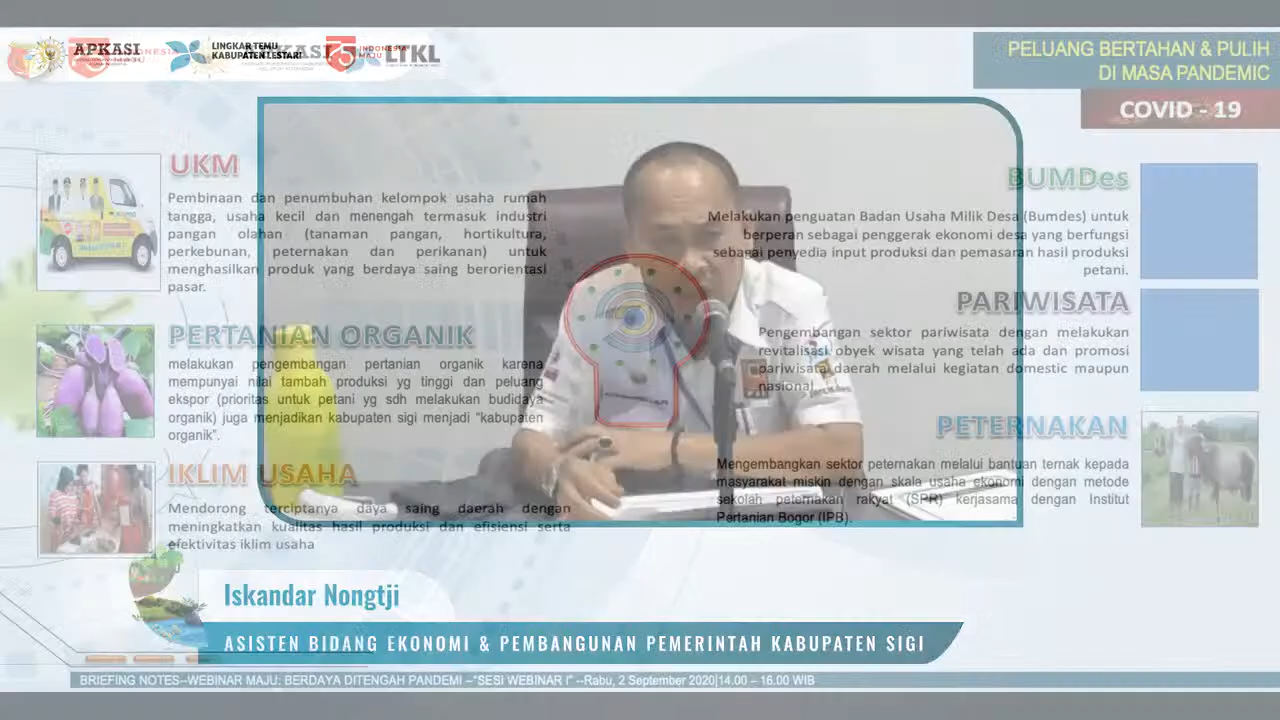 APKASI
LINGKAR TEMU
KABUPATEN LESTARI
75 INDONESIA
MAJU
LTKL
PELUANG BERTAHAN & PULIH
DI MASA PANDEMIC
COVID - 19
UKM
Pembinaan dan penumbuhan kelompok usaha rumah
tangga, usaha kecil dan menengah termasuk industri
pangan olahan (tanaman pangan, hortikultura,
perkebunan, peternakan dan perikanan) untuk
menghasilkan produk yang berdaya saing berorientasi
pasar.
PERTANIAN ORGANIK
melakukan pengembangan pertanian organik karena
mempunyai nilai tambah produksi yg tinggi dan peluang
ekspor (prioritas untuk petani yg sdh melakukan budidaya
organik) juga menjadikan kabupaten sigi menjadi "kabupaten
organik".
IKLIM USAHA
Mendorong terciptanya daya saing daerah dengan
meningkatkan kualitas hasil produksi dan efisiensi serta
efektivitas iklim usaha
BUMDes
Melakukan penguatan Badan Usaha Milik Desa (Bumdes) untuk
berperan sebagai penggerak ekonomi desa yang berfungsi
sebagai penyedia input produksi dan pemasaran hasil produksi
petani.
PARIWISATA
Pengembangan sektor pariwisata dengan melakukan
revitalisasi obyek wisata yang telah ada dan promosi
pariwisata daerah melalui kegiatan domestic maupun
nasional.
PETERNAKAN
Mengembangkan sektor peternakan melalui bantuan ternak kepada
masyarakat miskin dengan skala usaha ekonomi dengan metode
sekolah peternakan rakyat (SPR) kerjasama dengan Institut
Pertanian Bogor (IPB).
Iskandar Nongtji
ASISTEN BIDANG EKONOMI & PEMBANGUNAN PEMERINTAH KABUPATEN SIGI
BRIEFING NOTES--WEBINAR MAJU: BERDAYA DITENGAH PANDEMI –"SESI WEBINAR I" --Rabu, 2 September 2020|14.00 – 16.00 WIB